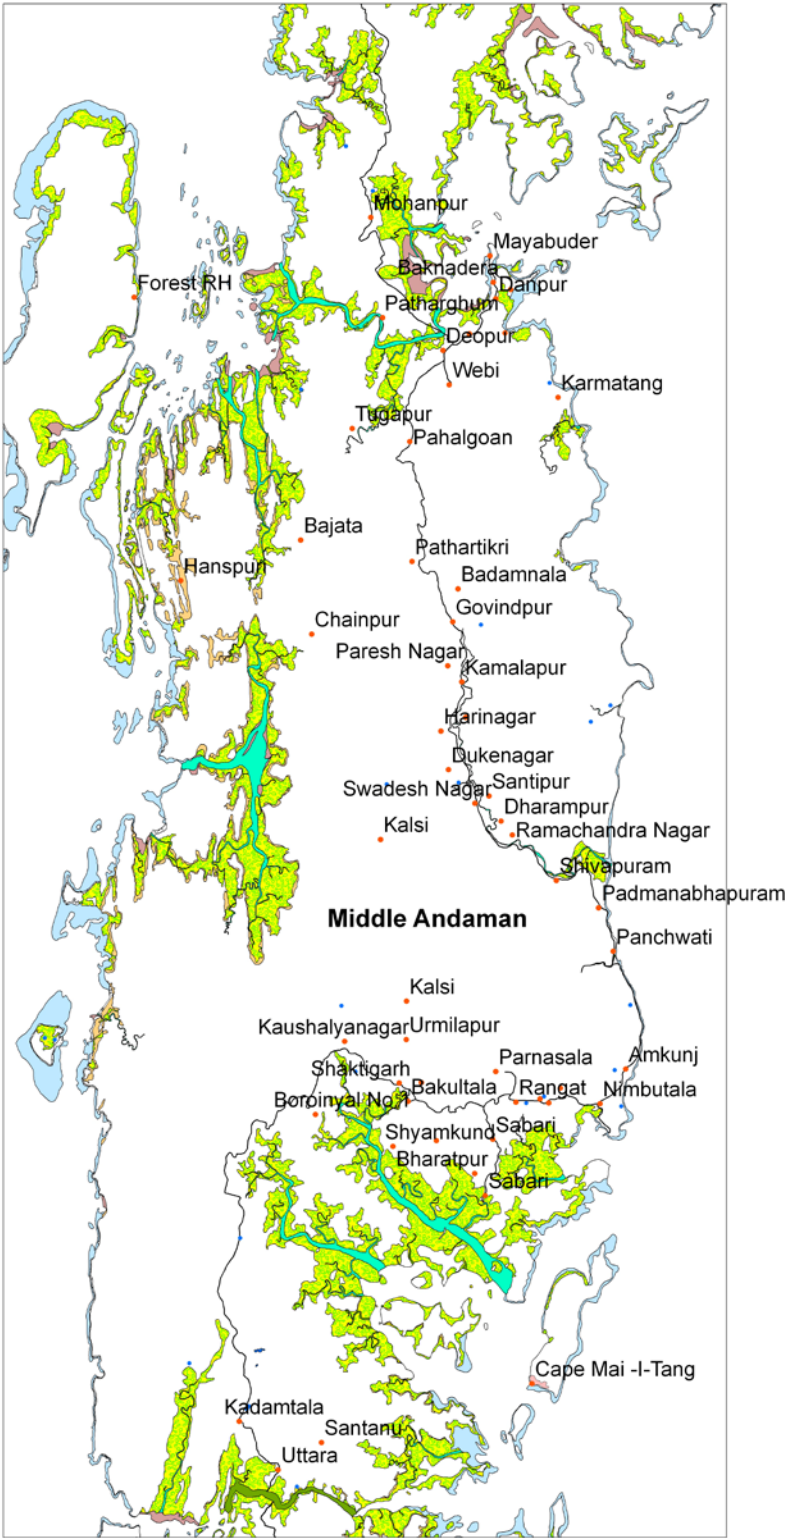 Mohanpur
Mayabuder
Baknadera
Forest RH
Danpur
Patharghum
Deopur
Webi
Karmatang
Tugapur
Pahalgoan
Bajata
Pathartikri
Hanspuri
Badamnala
Govindpur
Chainpur
Paresh Nagar
Kamalapur
Harinagar
Dukenagar
Santipur
Swadesh Nagar
Dharampur
Kalsi
Ramachandra Nagar
Shivapuram
Padmanabhapuram
Middle Andaman
Panchwati
Kalsi
Kaushalyanagar
Urmilapur
Parnasala
Amkunj
Shaktigarh
Bakultala
Rangat
Nimbutala
Boroinyal No.1
Sabari
Shyamkund
Bharatpur
Sabari
Cape Mai -I-Tang
Kadamtala
Santanu
Uttara